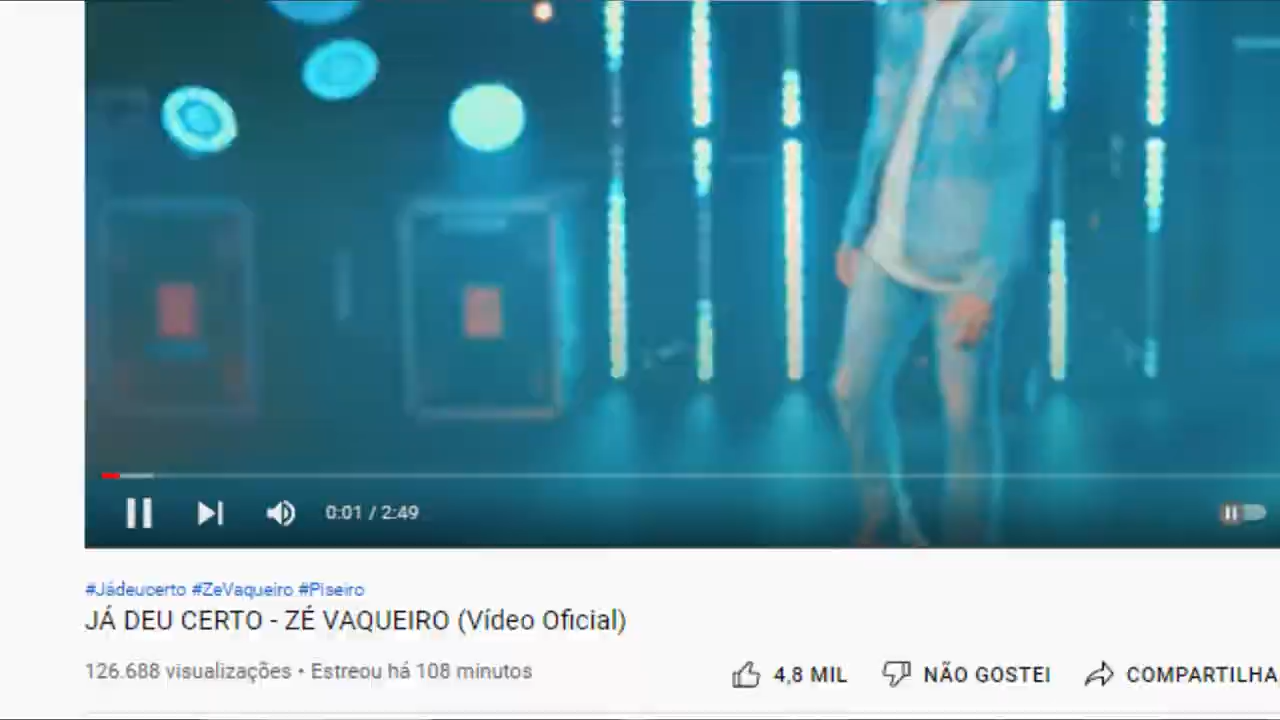 0:01 / 2:49
#Jádeucerto #ZeVaqueiro #Piseiro
JÁ DEU CERTO - ZÉ VAQUEIRO (Vídeo Oficial)
126.688 visualizações • Estreou há 108 minutos
4,8 MIL NÃO GOSTEI COMPARTILHA